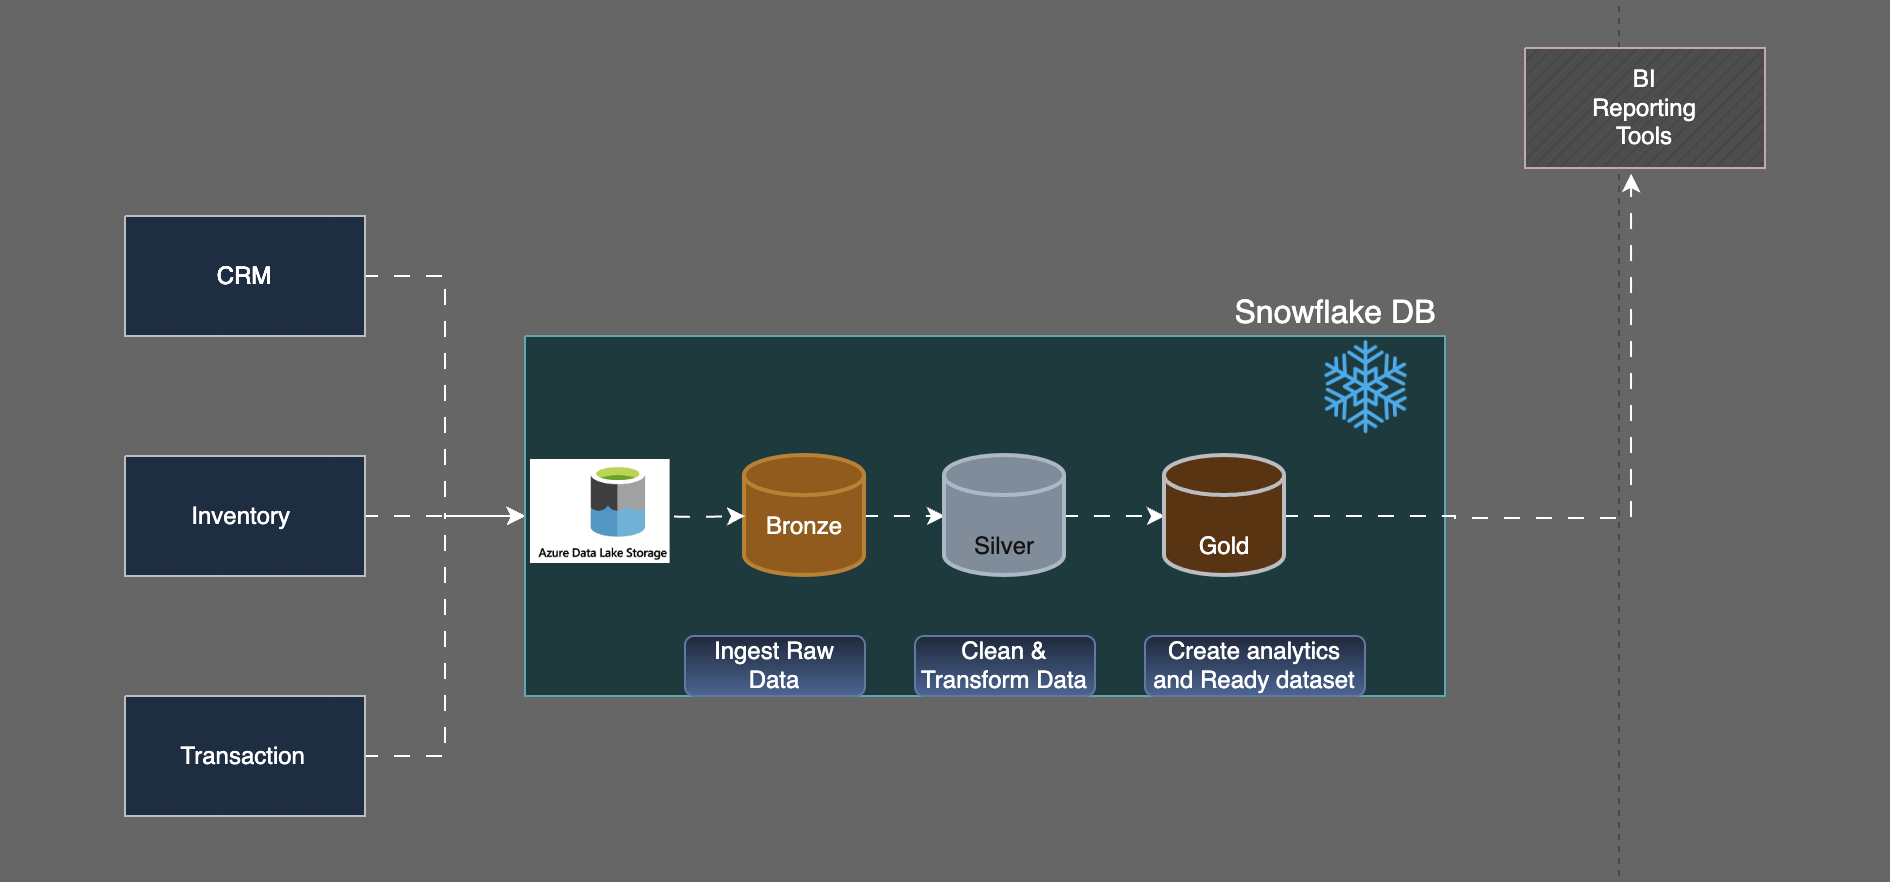 BI
Reporting
Tools
CRM
Snowflake DB
Inventory
Azure Data Lake Storage
Bronze
Silver
Gold
Ingest Raw
Data
Clean &
Transform Data
Create analytics
and Ready dataset
Transaction